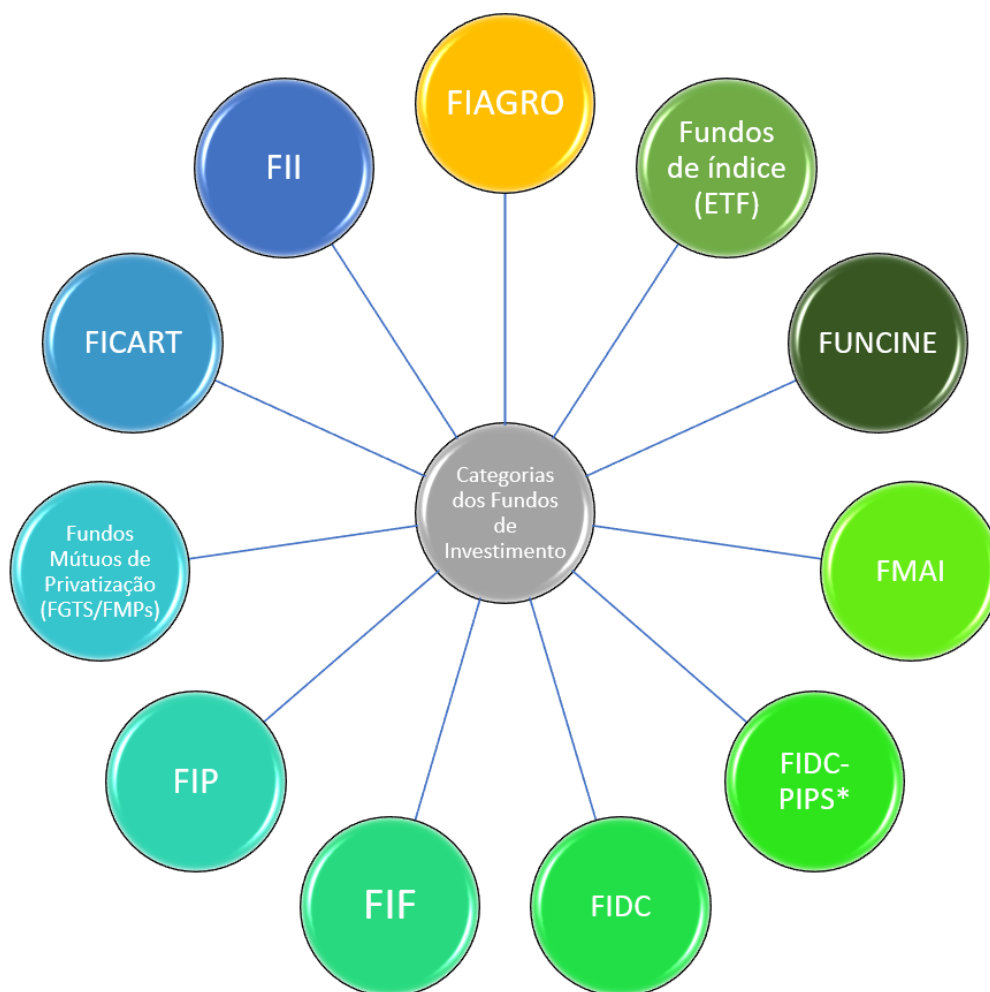 FIAGRO
Fundos
de índice
(ETF)
FUNCINE
FMAI
FIDC-
PIPS*
FIDC
FIF
FIP
Fundos
Mútuos de
Privatização
(FGTS/FMPs)
FICART
FII
Categorias
dos Fundos
de
Investimento